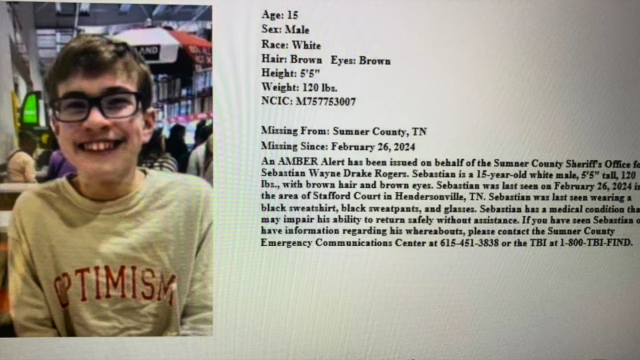 LAND
OPTIMISM
Age: 15
Sex: Male
Race: White
Hair: Brown Eyes: Brown
Height: 5'5"
Weight: 120 lbs.
NCIC: M757753007
Missing From: Sumner County, TN
Missing Since: February 26, 2024
An AMBER Alert has been issued on behalf of the Sumner County Sheriff's Office fo
Sebastian Wayne Drake Rogers. Sebastian is a 15-year-old white male, 5'5" tall, 120
lbs., with brown hair and brown eyes. Sebastian was last seen on February 26, 2024 in
the area of Stafford Court in Hendersonville, TN. Sebastian was last seen wearing a
black sweatshirt, black sweatpants, and glasses. Sebastian has a medical condition tha
may impair his ability to return safely without assistance. If you have seen Sebastian o
have information regarding his whereabouts, please contact the Sumner County
Emergency Communications Center at 615-451-3838 or the TBI at 1-800-TBI-FIND.